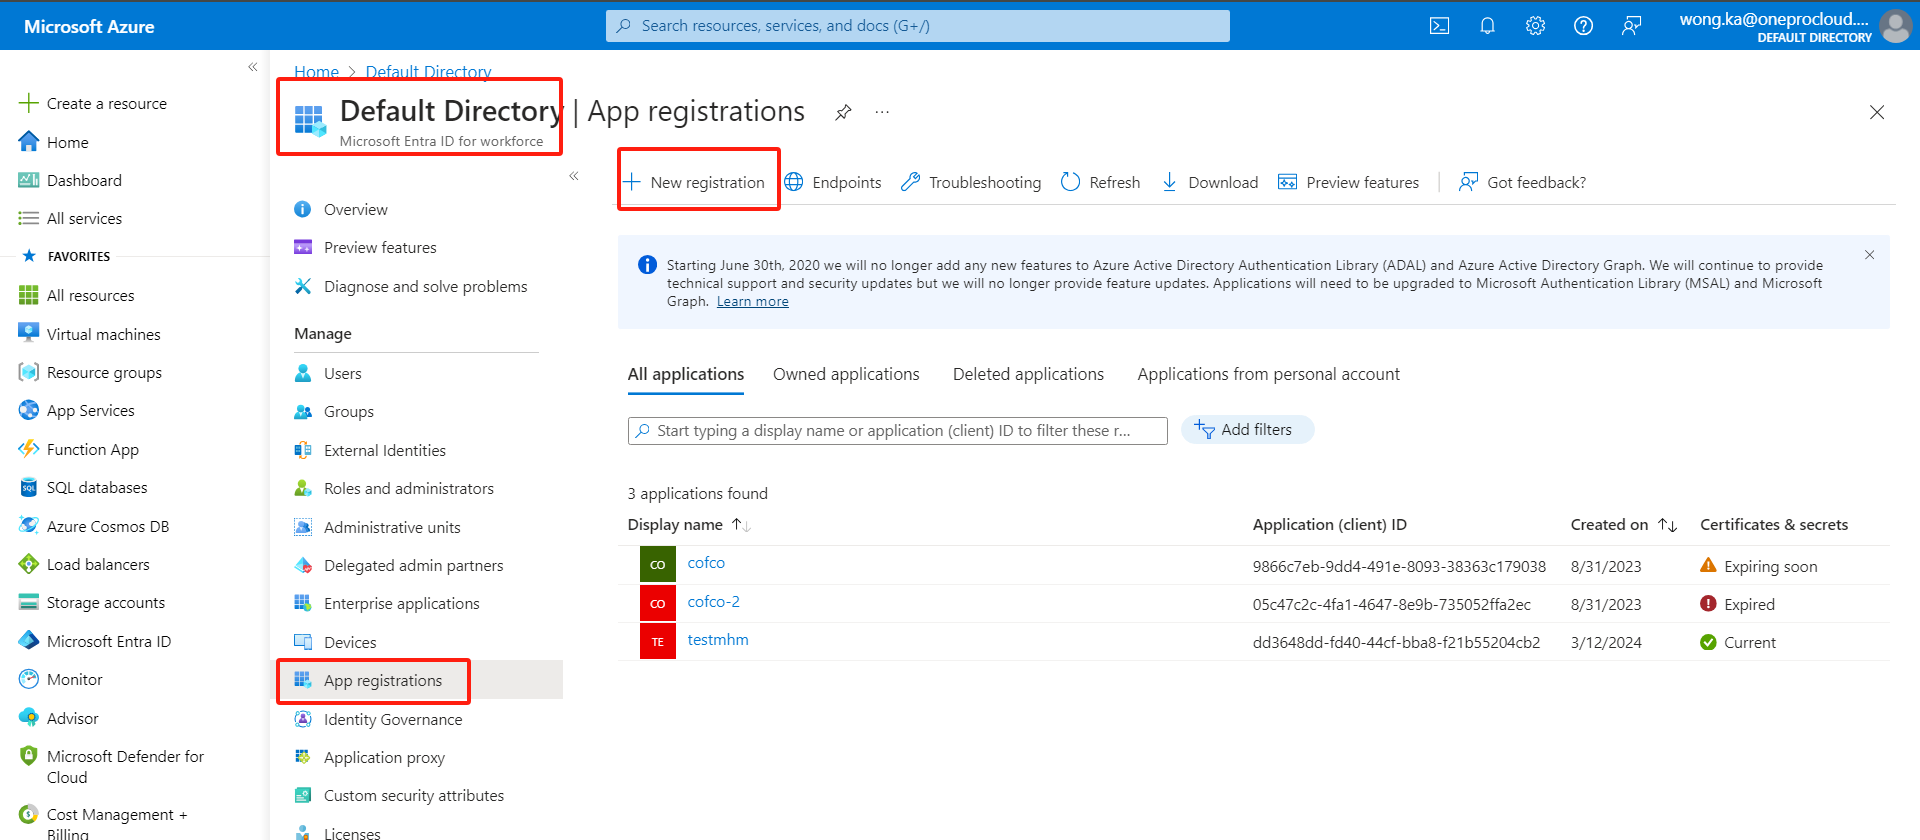 Microsoft Azure
Search resources, services, and docs (G+/)
wong.ka@oneprocloud....
DEFAULT DIRECTORY
Create a resource
Home
Dashboard
All services
FAVORITES
All resources
Virtual machines
Resource groups
App Services
Function App
SQL databases
Azure Cosmos DB
Load balancers
Storage accounts
Microsoft Entra ID
Monitor
Advisor
Microsoft Defender for
Cloud
Cost Management +
Billing
Home > Default Directory
Default Directory | App registrations
Microsoft Entra ID for workforce
Overview
Preview features
Diagnose and solve problems
Manage
Users
Groups
External Identities
Roles and administrators
Administrative units
Delegated admin partners
Enterprise applications
Devices
App registrations
Identity Governance
Application proxy
Custom security attributes
Licenses
New registration Endpoints Troubleshooting Refresh Download Preview features Got feedback?
Starting June 30th, 2020 we will no longer add any new features to Azure Active Directory Authentication Library (ADAL) and Azure Active Directory Graph. We will continue to provide
technical support and security updates but we will no longer provide feature updates. Applications will need to be upgraded to Microsoft Authentication Library (MSAL) and Microsoft
Graph. Learn more
All applications Owned applications Deleted applications Applications from personal account
Start typing a display name or application (client) ID to filter these r... Add filters
3 applications found
Display name Application (client) ID Created on Certificates & secrets
CO cofco 9866c7eb-9dd4-491e-8093-38363c179038 8/31/2023 Expiring soon
CO cofco-2 05c47c2c-4fa1-4647-8e9b-735052ffa2ec 8/31/2023 Expired
TE testmhm dd3648dd-fd40-44cf-bba8-f21b55204cb2 3/12/2024 Current